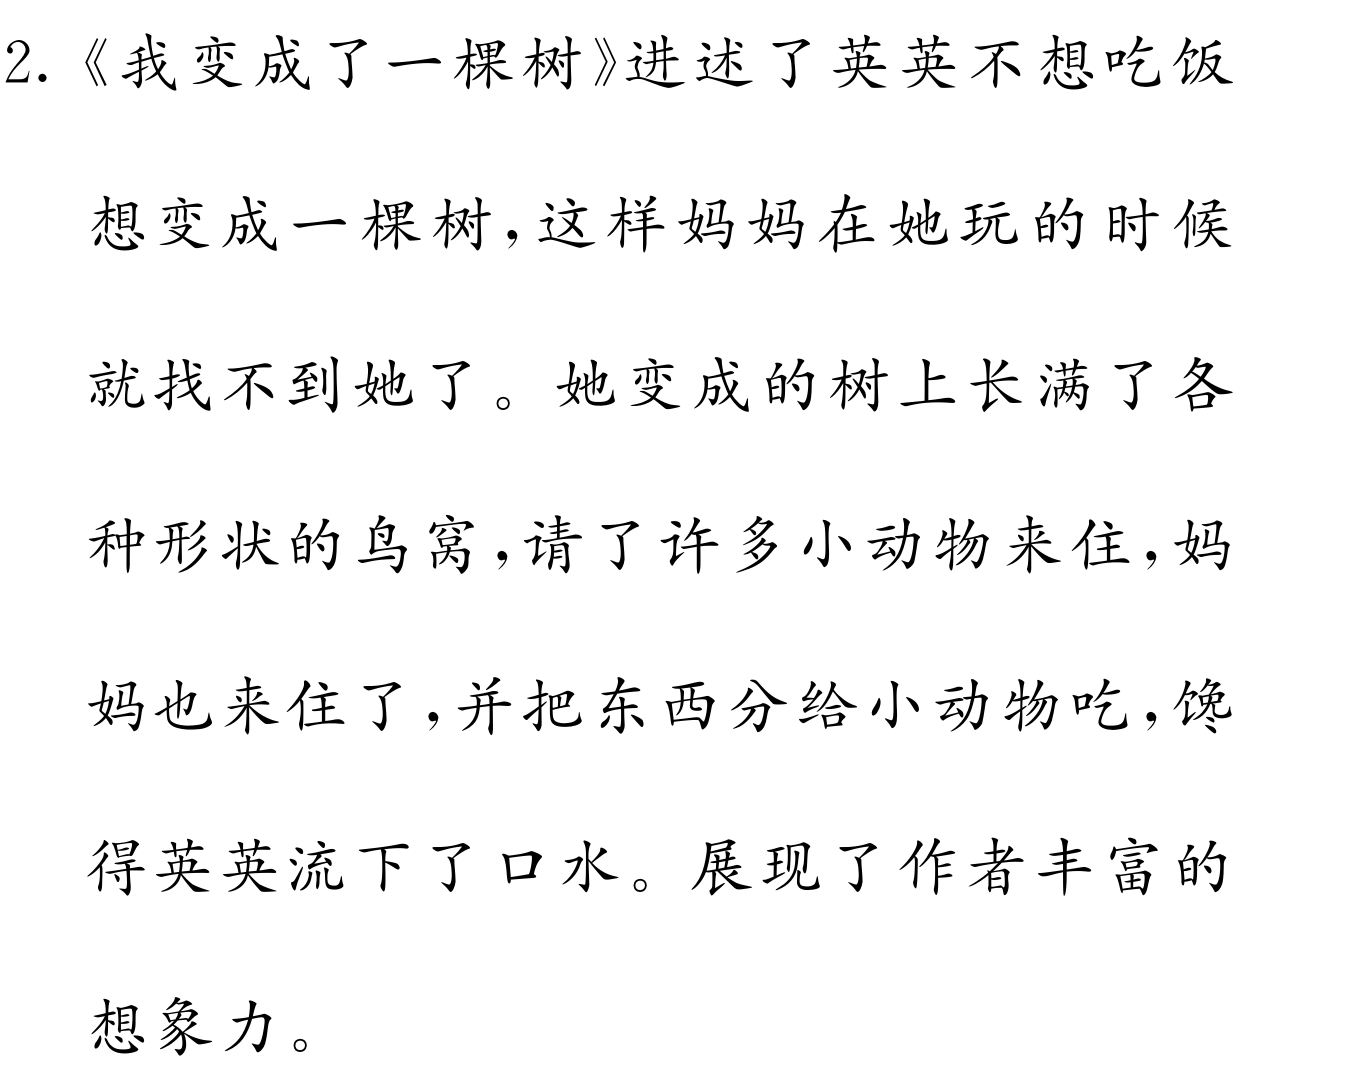 2.《我变成了一棵树》进述了英英不想吃饭
想变成一棵树,这样妈妈在她玩的时候
就找不到她了。她变成的树上长满了各
种形状的鸟窝,请了许多小动物来住,妈
妈也来住了,并把东西分给小动物吃,馋
得英英流下了口水。展现了作者丰富的
想象力。